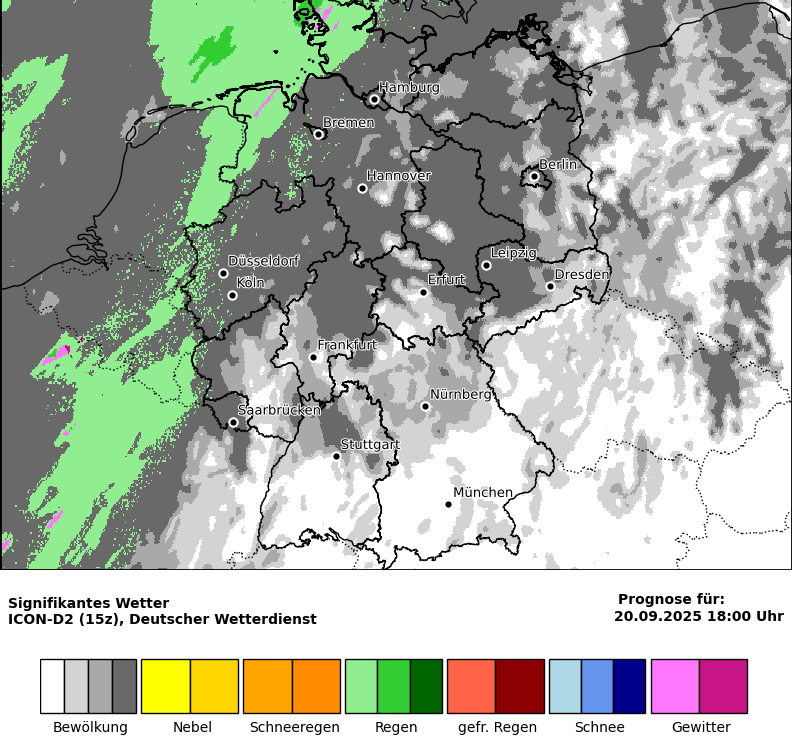 Hamburg
Bremen
Berlin
Hannover
Leipzig
Düsseldorf
Dresden
Köln
Erfurt
Frankfurt
Nürnberg
Saarbrücken
Stuttgart
München
Signifikantes Wetter
ICON-D2 (15z), Deutscher Wetterdienst
Prognose für:
20.09.2025 18:00 Uhr
Bewölkung
Nebel
Schneeregen
Regen
gefr. Regen
Schnee
Gewitter